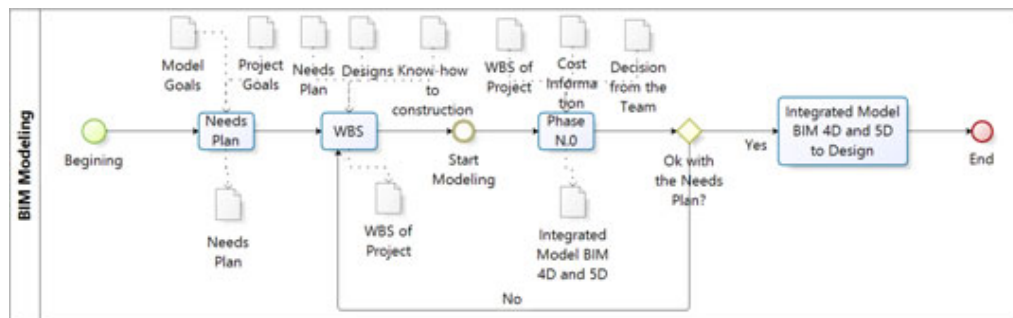 BIM Modeling
Model
Goals
Project
Goals
Needs
Plan
Designs
Know-how
to
construction
WBS of
Project
Cost
Informa
tion
Decision
from the
Team
Begining
Needs
Plan
WBS
Start
Modeling
Phase
N.0
Ok with
the Needs
Plan?
Yes
Integrated Model
BIM 4D and 5D
to Design
End
Needs
Plan
WBS of
Project
Integrated
Model BIM
4D and 5D
No